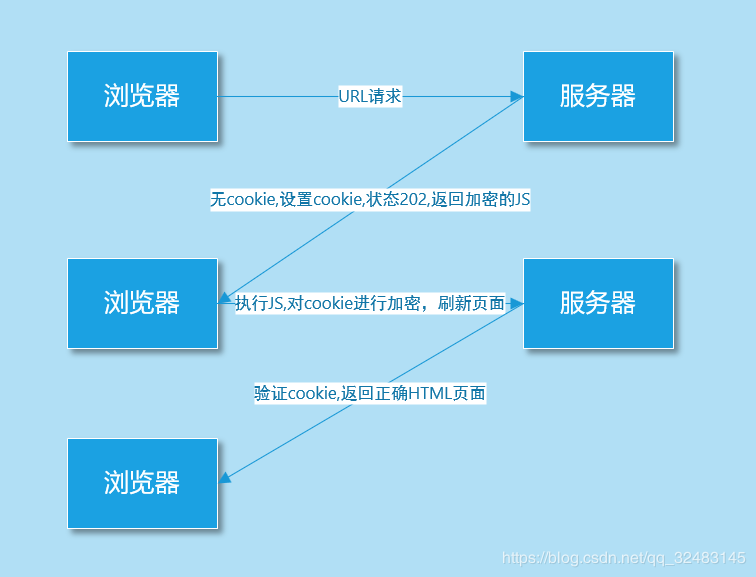 浏览器
URL请求
服务器
无cookie,设置cookie,状态202,返回加密的JS
浏览器
执行JS,对cookie进行加密，刷新页面
服务器
验证cookie,返回正确HTML页面
浏览器
https://blog.csdn.net/qq_32483145